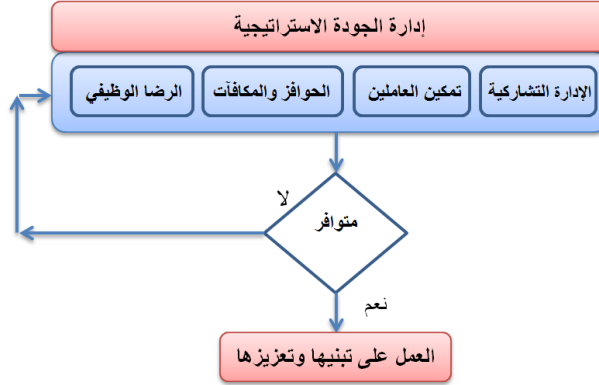 إدارة الجودة الاستراتيجية
الإدارة التشاركية
تمكين العاملين
الحوافز والمكافآت
الرضا الوظيفي
لا
متوافر
نعم
العمل على تبنيها وتعزيزها